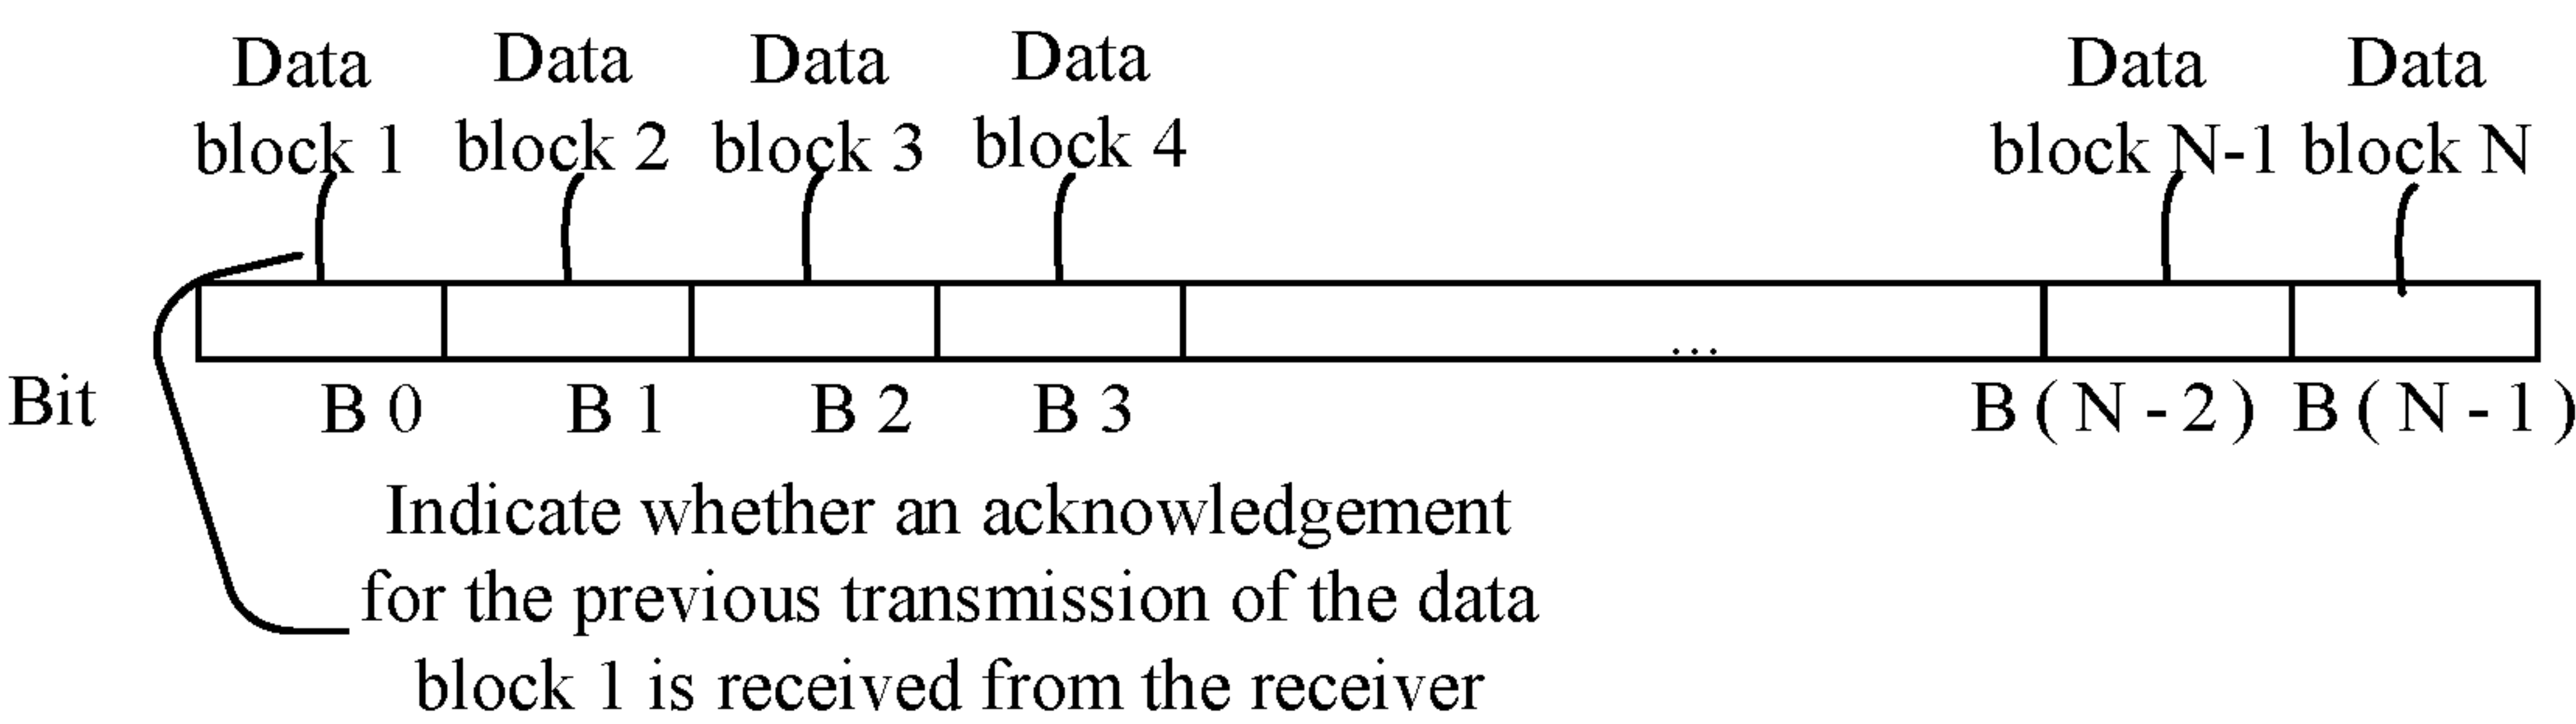 Data block 1
Data block 2
Data block 3
Data block 4
Data block N-1
Data block N
...
Bit
B 0
B 1
B 2
B 3
B ( N - 2 )
B ( N - 1 )
Indicate whether an acknowledgement
for the previous transmission of the data
block 1 is received from the receiver